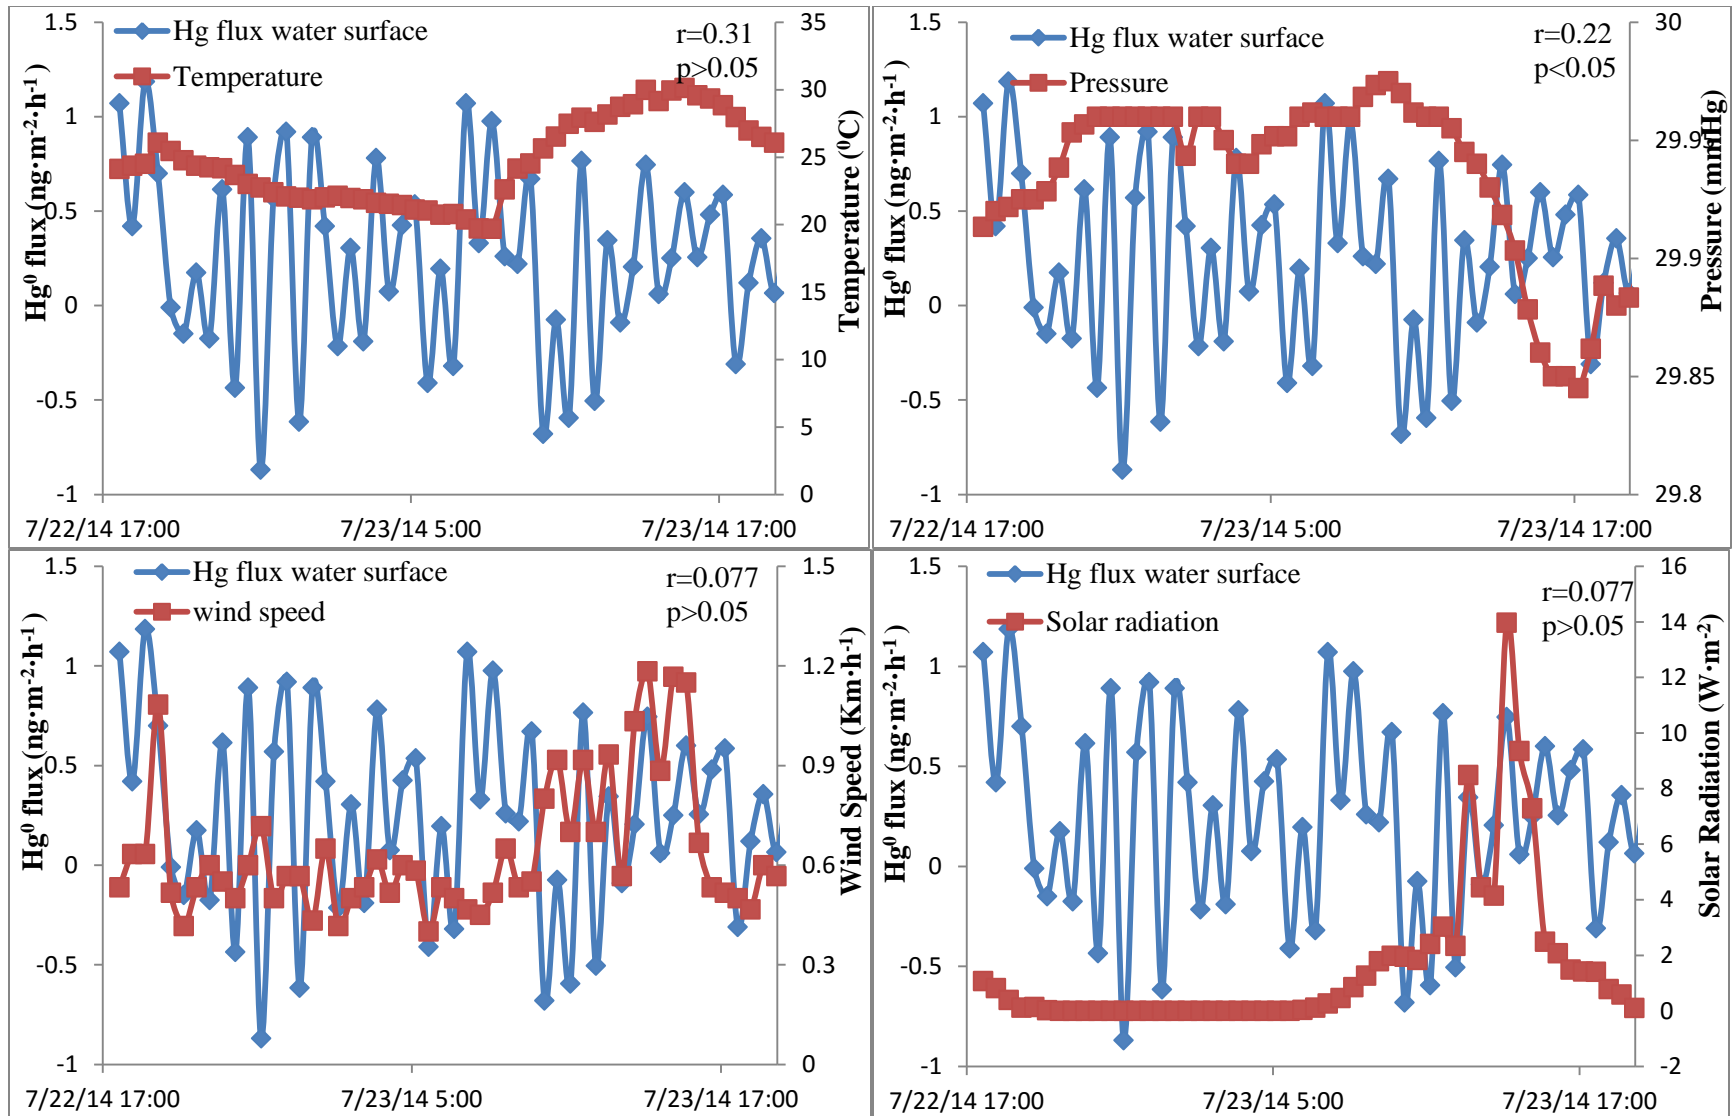 Hg flux water surface
Temperature
r=0.31
p>0.05
1.5
1
0.5
0
-0.5
-1
35
30
25
20
15
10
5
0
Hg⁰ flux (ng·m⁻²·h⁻¹)
Temperature (⁰C)
7/22/14 17:00 7/23/14 5:00 7/23/14 17:00
Hg flux water surface
Pressure
r=0.22
p<0.05
1.5
1
0.5
0
-0.5
-1
30
29.95
29.9
29.85
29.8
Hg⁰ flux (ng·m⁻²·h⁻¹)
Pressure (mmHg)
7/22/14 17:00 7/23/14 5:00 7/23/14 17:00
Hg flux water surface
wind speed
r=0.077
p>0.05
1.5
1
0.5
0
-0.5
-1
1.5
1.2
0.9
0.6
0.3
0
Hg⁰ flux (ng·m⁻²·h⁻¹)
Wind Speed (Km·h⁻¹)
7/22/14 17:00 7/23/14 5:00 7/23/14 17:00
Hg flux water surface
Solar radiation
r=0.077
p>0.05
1.5
1
0.5
0
-0.5
-1
16
14
12
10
8
6
4
2
0
-2
Hg⁰ flux (ng·m⁻²·h⁻¹)
Solar Radiation (W·m⁻²)
7/22/14 17:00 7/23/14 5:00 7/23/14 17:00